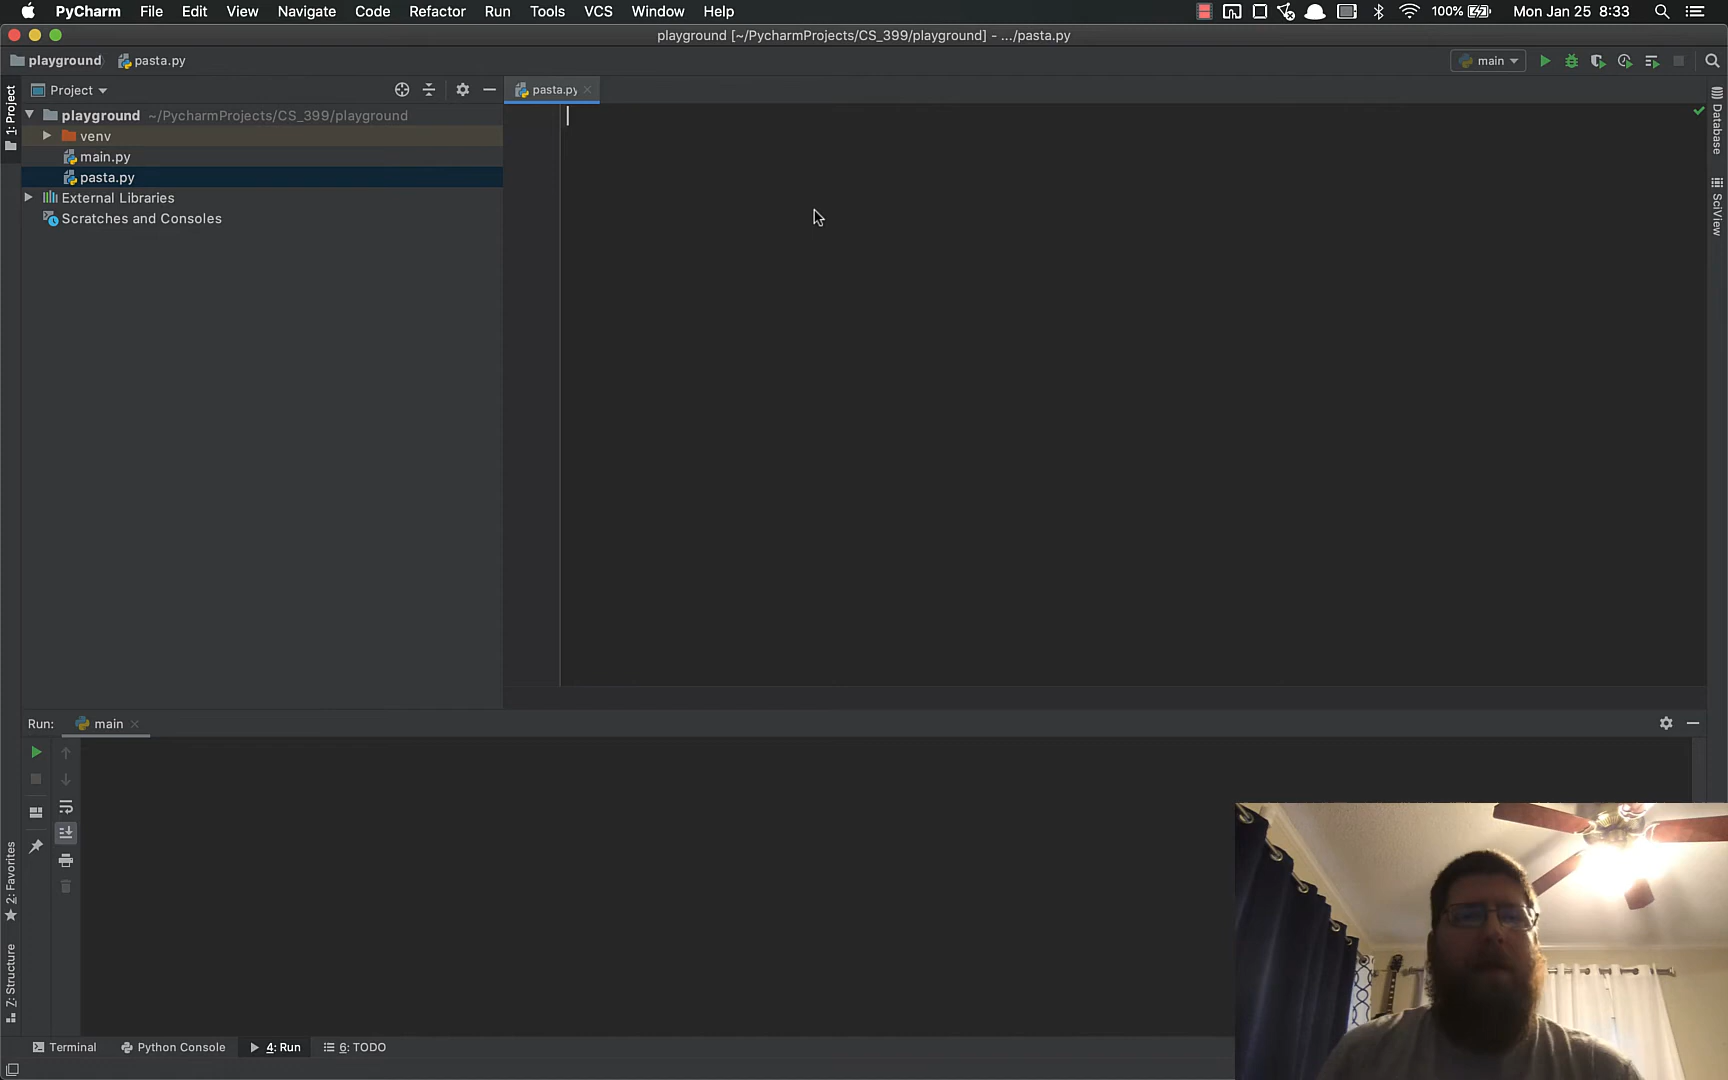 PyCharm File Edit View Navigate Code Refactor Run Tools VCS Window Help 100% Mon Jan 25 8:33
playground [~/PycharmProjects/CS_399/playground] - .../pasta.py
playground pasta.py main
1: Project
Project
pasta.py
playground ~/PycharmProjects/CS_399/playground
venv
main.py
pasta.py
External Libraries
Scratches and Consoles
Database
SciView
Run: main
2: Favorites
7: Structure
Terminal Python Console 4: Run 6: TODO